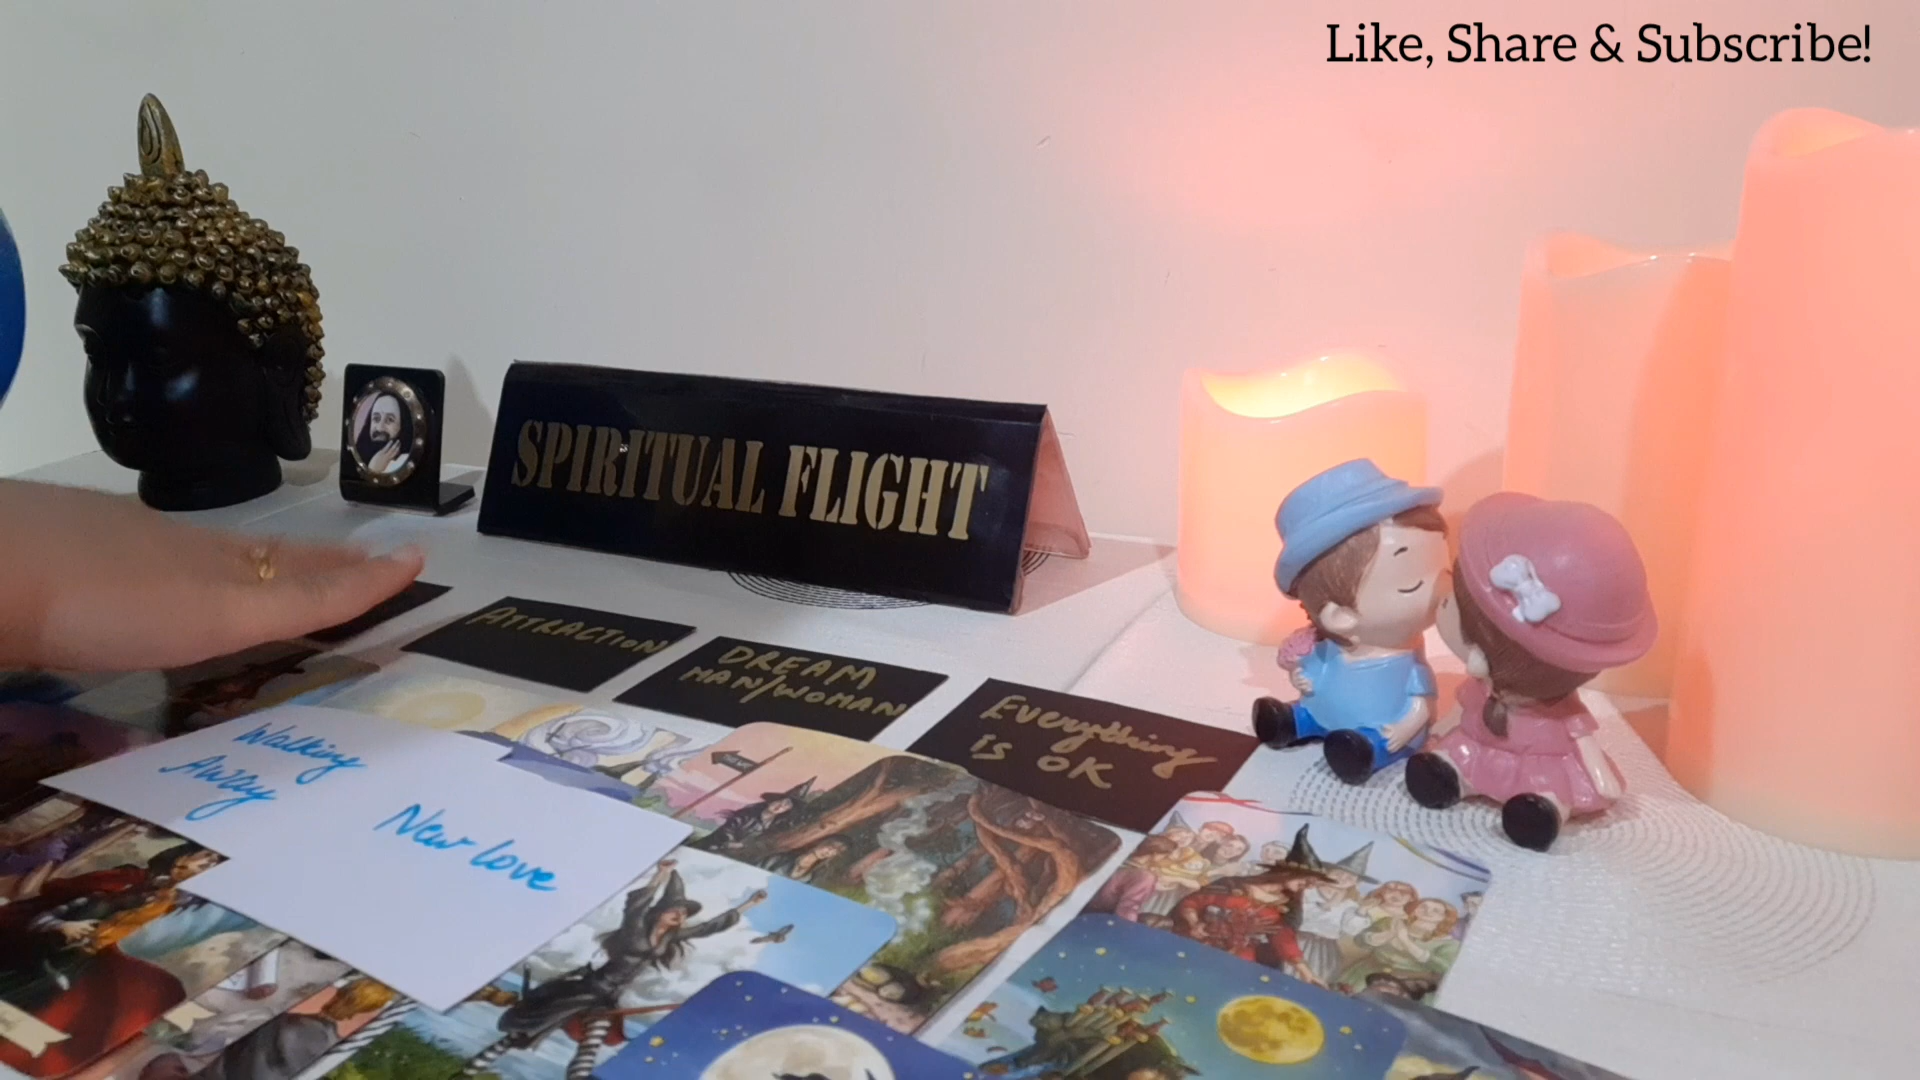 Like, Share & Subscribe!
SPIRITUAL FLIGHT
ATTRACTION
DREAM
MAN/WOMAN
Everything
is OK
Walking
Away
New love